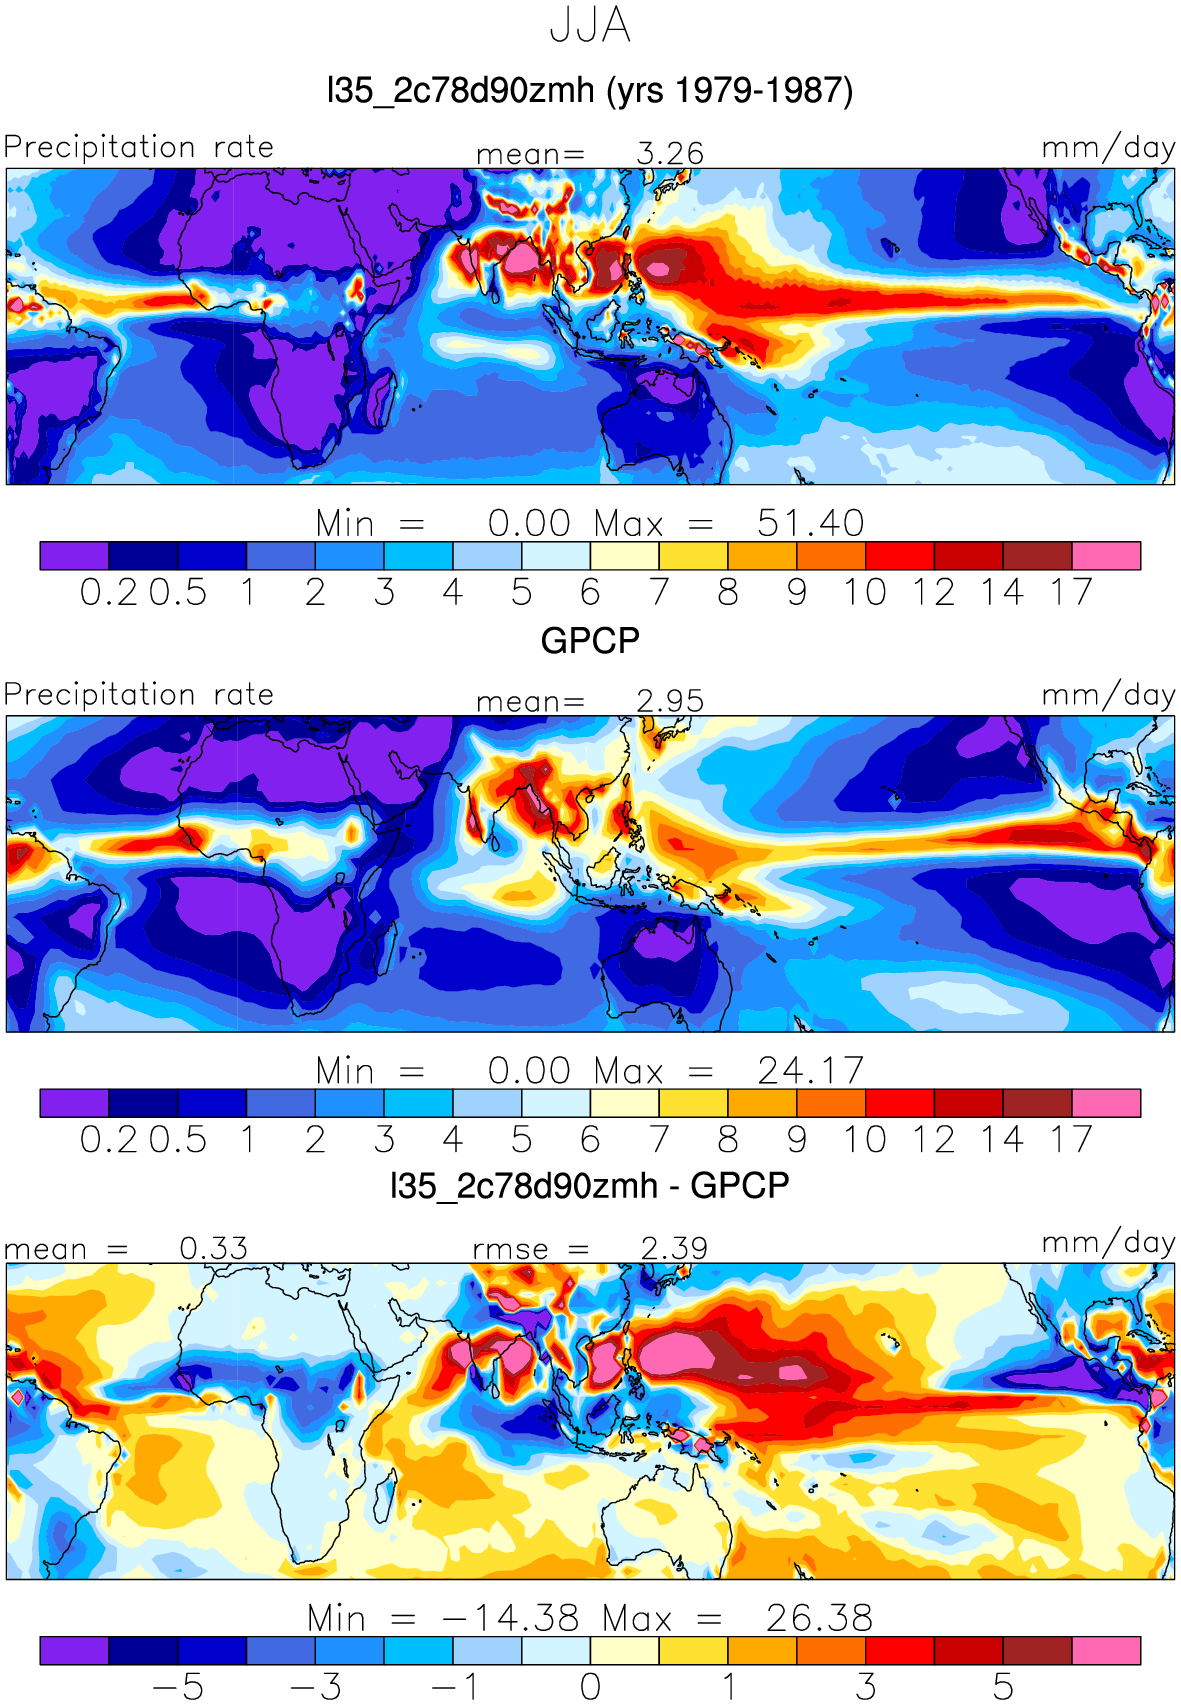 JJA
l35_2c78d90zmh (yrs 1979-1987)
Precipitation rate mean= 3.26 mm/day
Min = 0.00 Max = 51.40
0.2 0.5 1 2 3 4 5 6 7 8 9 10 12 14 17
GPCP
Precipitation rate mean= 2.95 mm/day
Min = 0.00 Max = 24.17
0.2 0.5 1 2 3 4 5 6 7 8 9 10 12 14 17
l35_2c78d90zmh - GPCP
mean = 0.33 rmse = 2.39 mm/day
Min = −14.38 Max = 26.38
−5 −3 −1 0 1 3 5